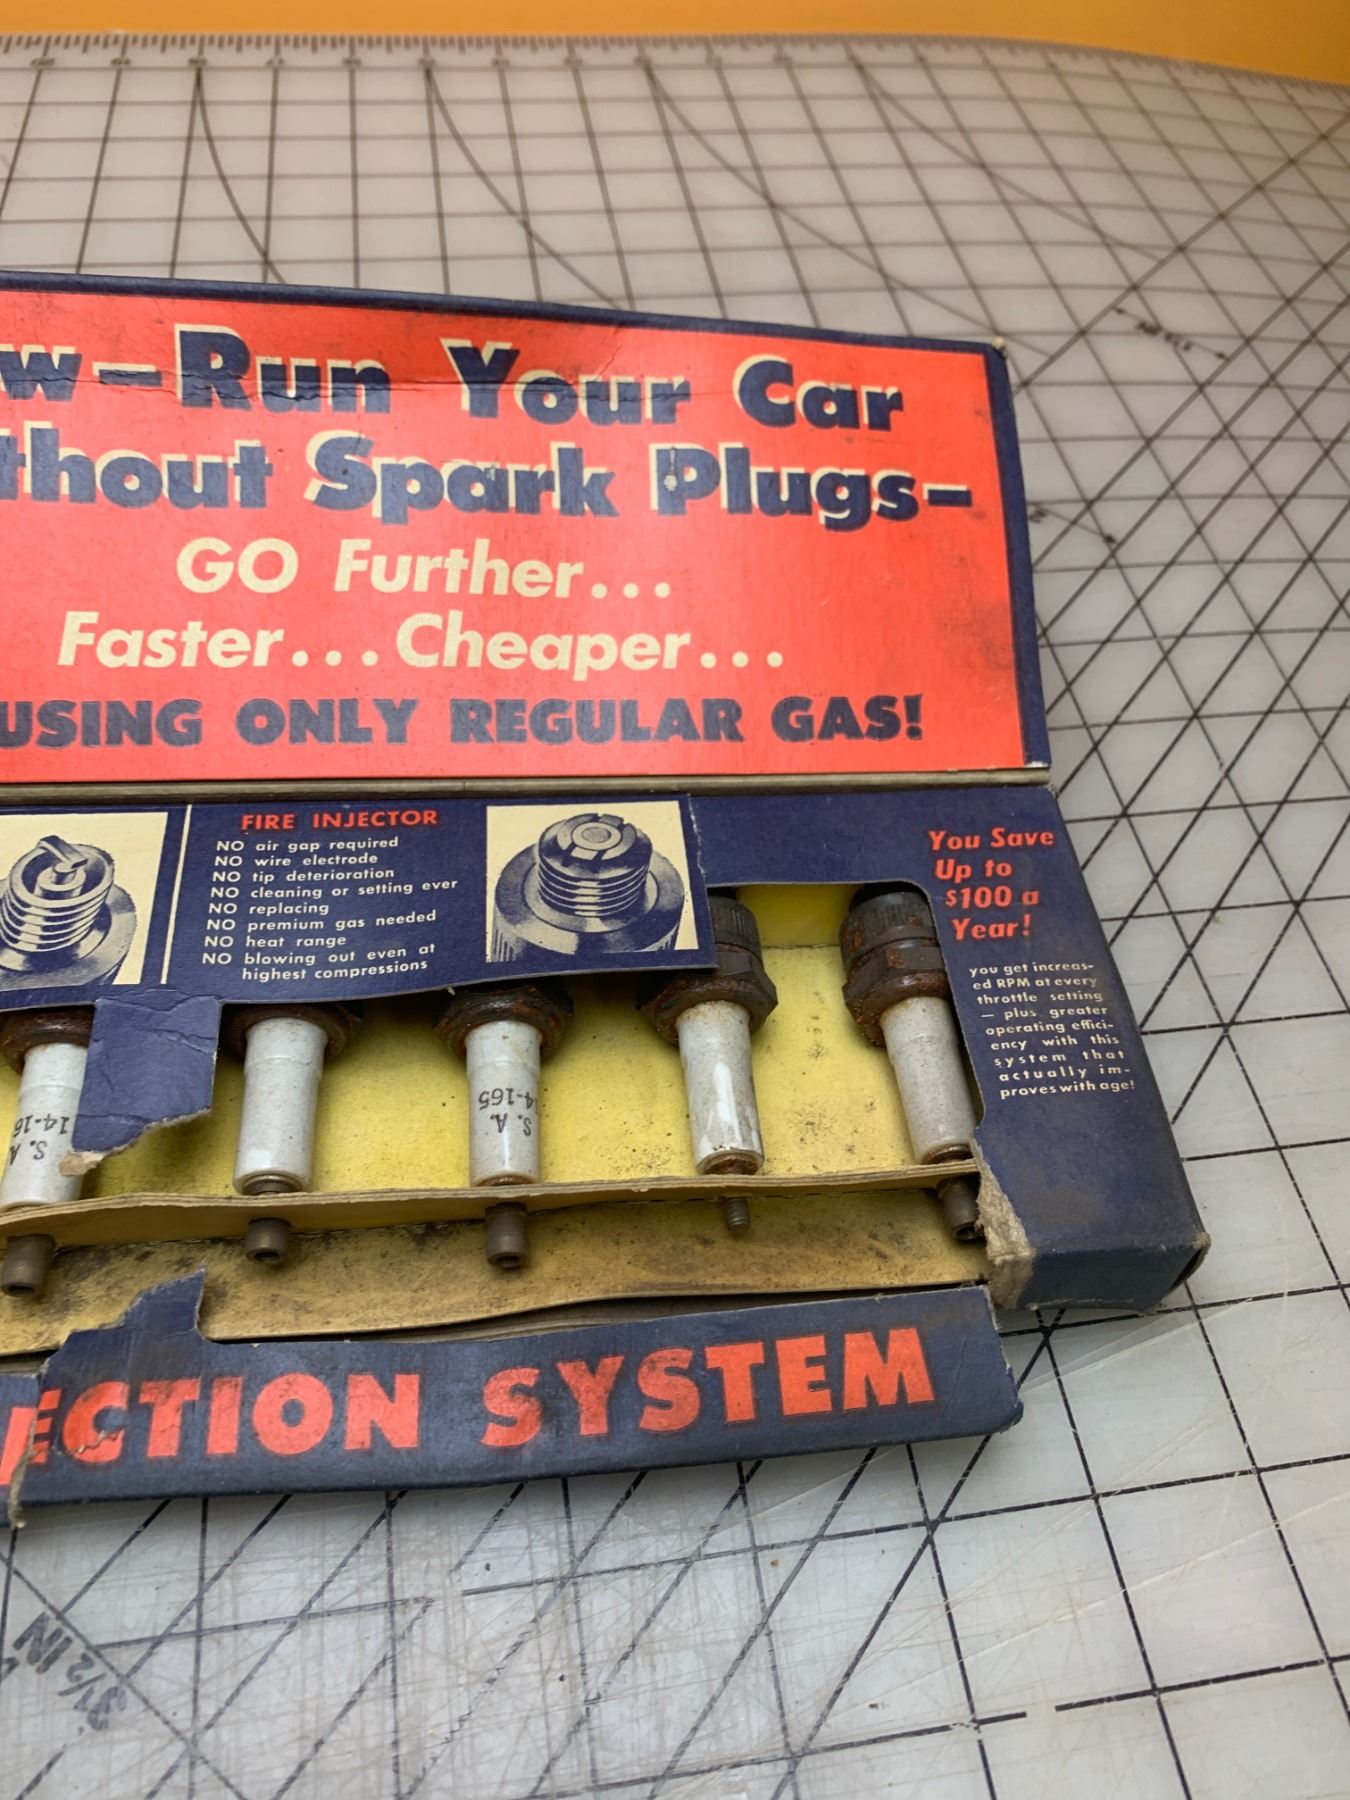 w-Run Your Car
thout Spark Plugs-
GO Further...
Faster... Cheaper...
USING ONLY REGULAR GAS!
FIRE INJECTOR
NO air gap required
NO wire electrode
NO tip deterioration
NO cleaning or setting ever
NO replacing
NO premium gas needed
NO heat range
NO blowing out even at
highest compressions
You Save
Up to
$100 a
Year!
you get increas-
ed RPM at every
throttle setting
— plus greater
operating effici-
ency with this
system that
actually im-
proves with age!
S. A.
14-16
S. A.
14-165
ECTION SYSTEM
3½ IN